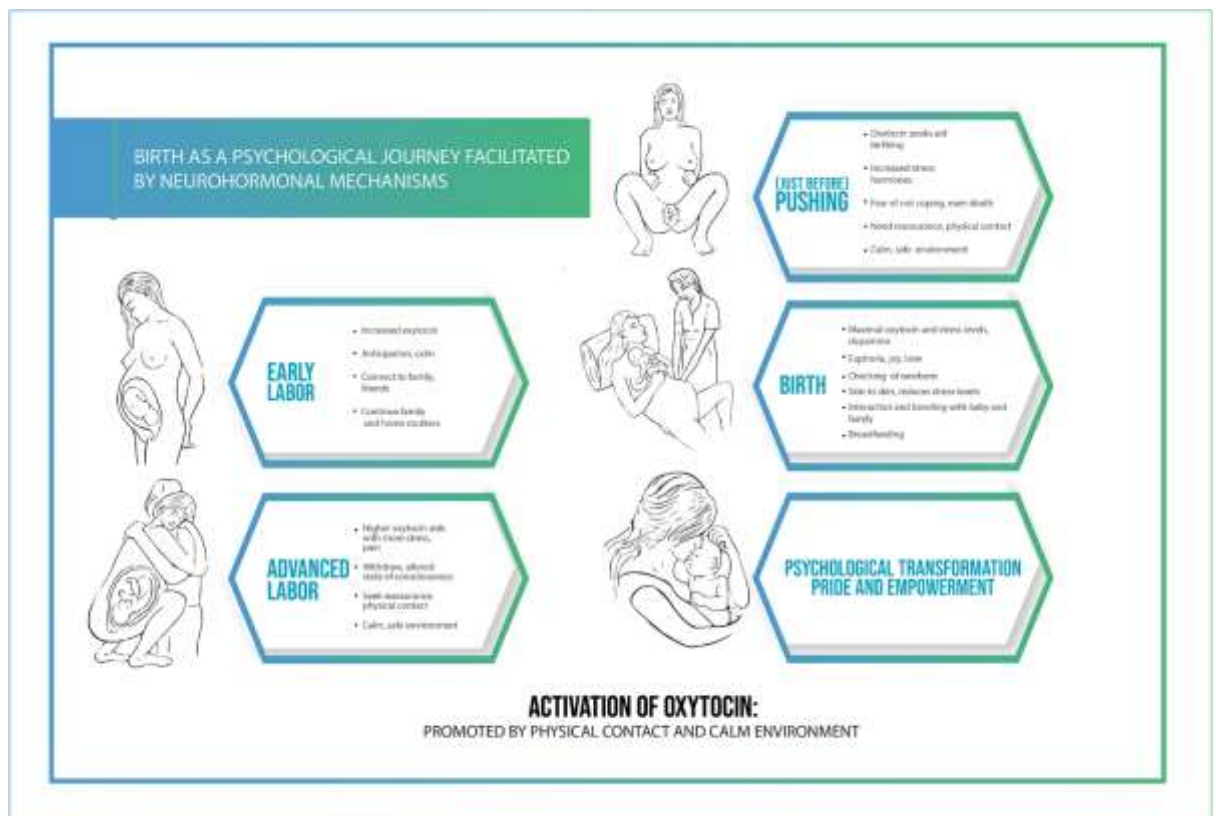 BIRTH AS A PSYCHOLOGICAL JOURNEY FACILITATED
BY NEUROHORMONAL MECHANISMS
EARLY
LABOR
• Increased oxytocin
• Anticipation, calm
• Connect to family,
friends
• Continue family
and home
ADVANCED
LABOR
• Higher oxytocin
with more stress,
pain
• Withdraw, altered
state of consciousness
• Seek reassurance
physical contact
• Calm, safe environment
(JUST BEFORE)
PUSHING
• Oxytocin
• Increased stress
hormones
• Fear of not coping, even death
• Need reassurance, physical contact
• Calm, safe environment
BIRTH
• Maximal oxytocin and stress levels,
dopamine
• Euphoria, joy, love
• Checking of newborn
• Skin to skin, reduces stress levels
• Interaction and bonding with baby and
family
• Breastfeeding
PSYCHOLOGICAL TRANSFORMATION
PRIDE AND EMPOWERMENT
ACTIVATION OF OXYTOCIN:
PROMOTED BY PHYSICAL CONTACT AND CALM ENVIRONMENT